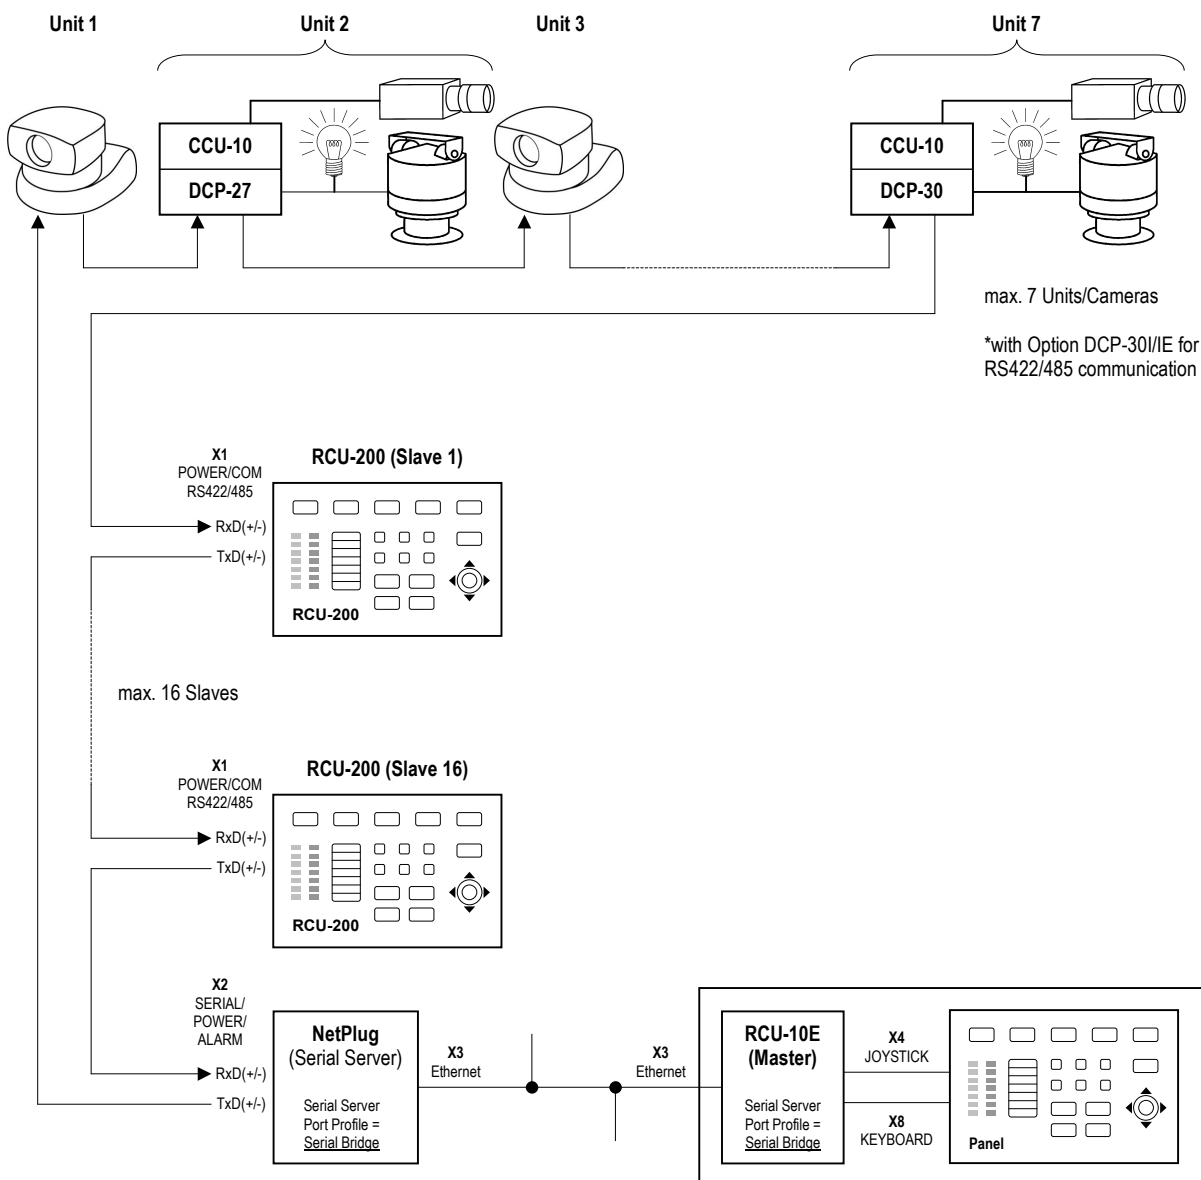 Unit 1
Unit 2
Unit 3
Unit 7
CCU-10
DCP-27
CCU-10
DCP-30
max. 7 Units/Cameras
*with Option DCP-30I/IE for
RS422/485 communication
X1
POWER/COM
RS422/485
RCU-200 (Slave 1)
RxD(+/-)
TxD(+/-)
RCU-200
max. 16 Slaves
X1
POWER/COM
RS422/485
RCU-200 (Slave 16)
RxD(+/-)
TxD(+/-)
RCU-200
X2
SERIAL/
POWER/
ALARM
RxD(+/-)
TxD(+/-)
NetPlug
(Serial Server)
Serial Server
Port Profile =
Serial Bridge
X3
Ethernet
X3
Ethernet
RCU-10E
(Master)
Serial Server
Port Profile =
Serial Bridge
X4
JOYSTICK
X8
KEYBOARD
Panel